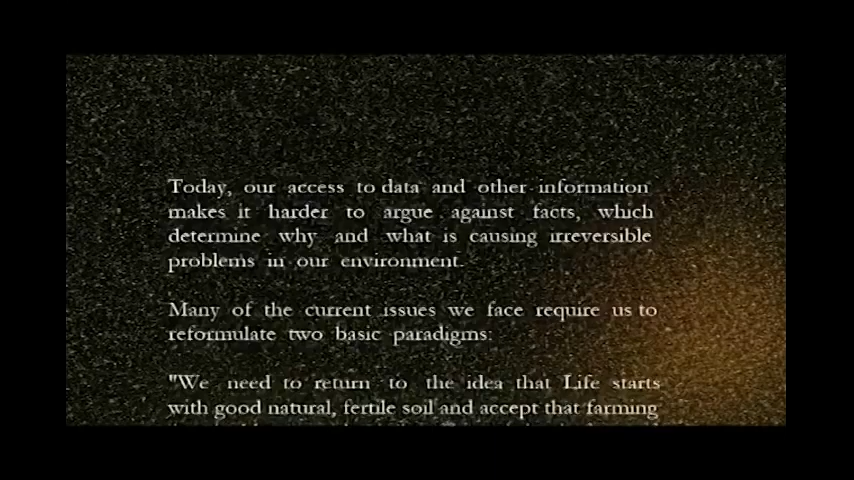 Today, our access to data and other information
makes it harder to argue against facts, which
determine why and what is causing irreversible
problems in our environment.
Many of the current issues we face require us to
reformulate two basic paradigms:
"We need to return to the idea that Life starts
with good natural, fertile soil and accept that farming